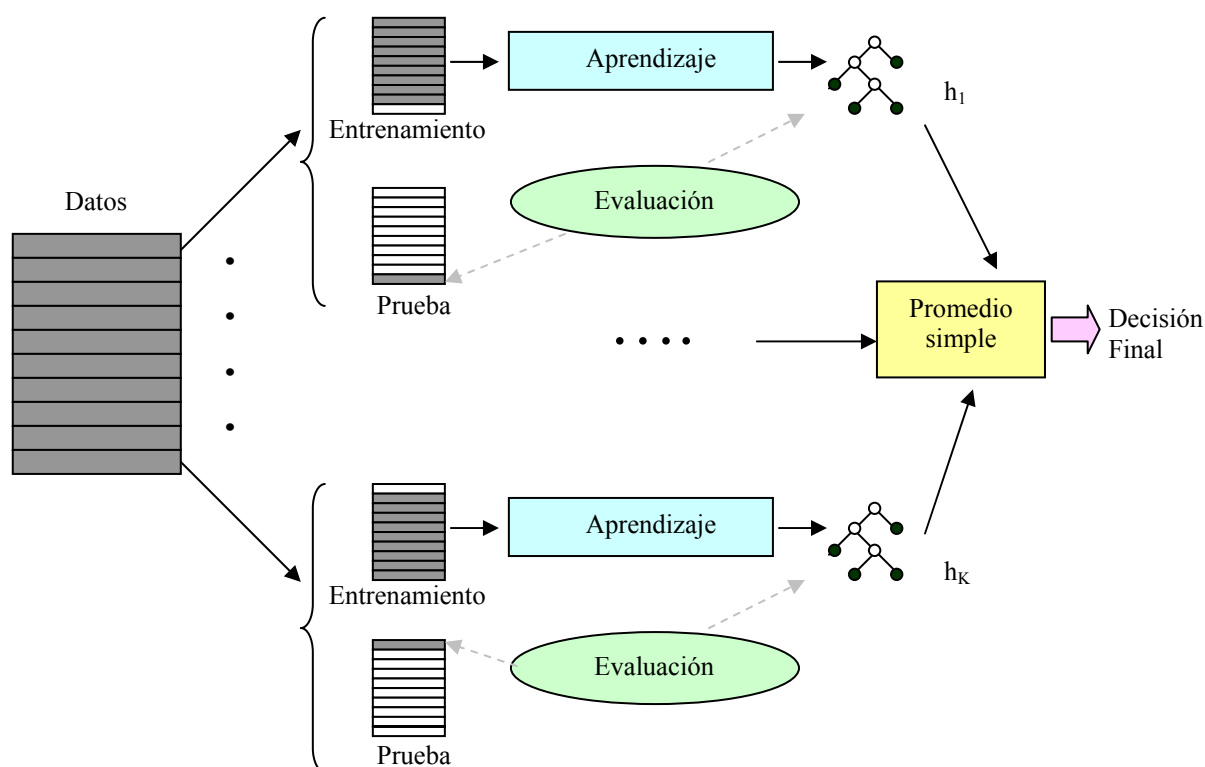 Entrenamiento
Aprendizaje
h1
Datos
Evaluación
Prueba
Promedio
simple
Decisión
Final
Entrenamiento
Aprendizaje
hK
Evaluación
Prueba